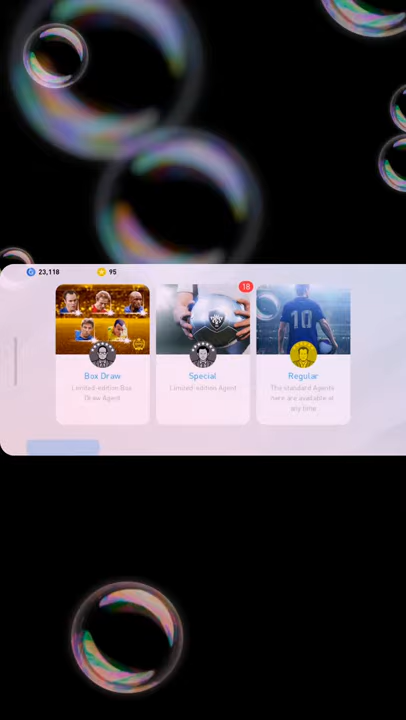 23,118
95
18
10
Box Draw
Limited-edition Box
Draw Agent
Special
Limited-edition Agent
Regular
The standard Agents
here are available at
any time.